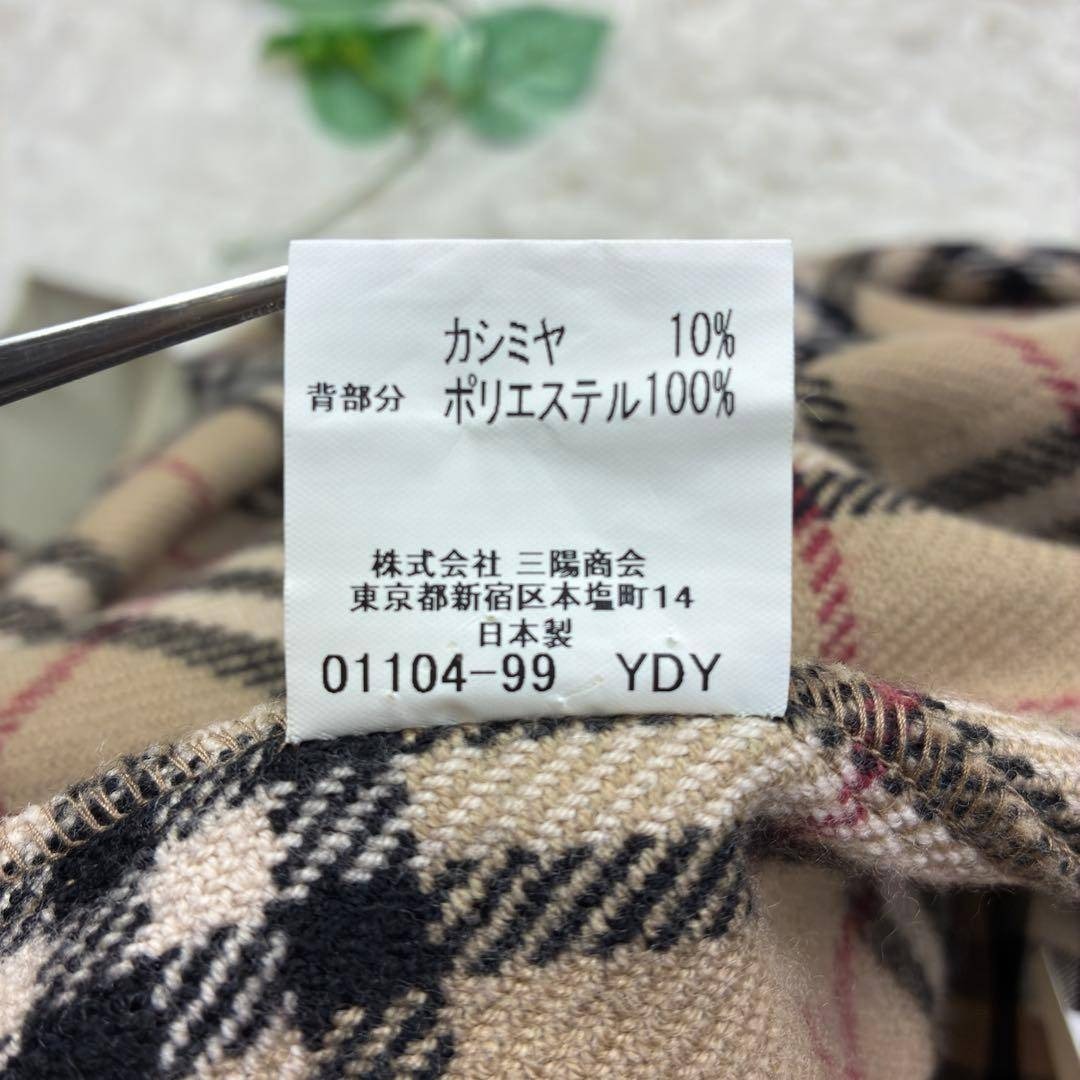 カシミヤ 10%
背部分 ポリエステル100%
株式会社 三陽商会
東京都新宿区本塩町14
日本製
01104-99 YDY